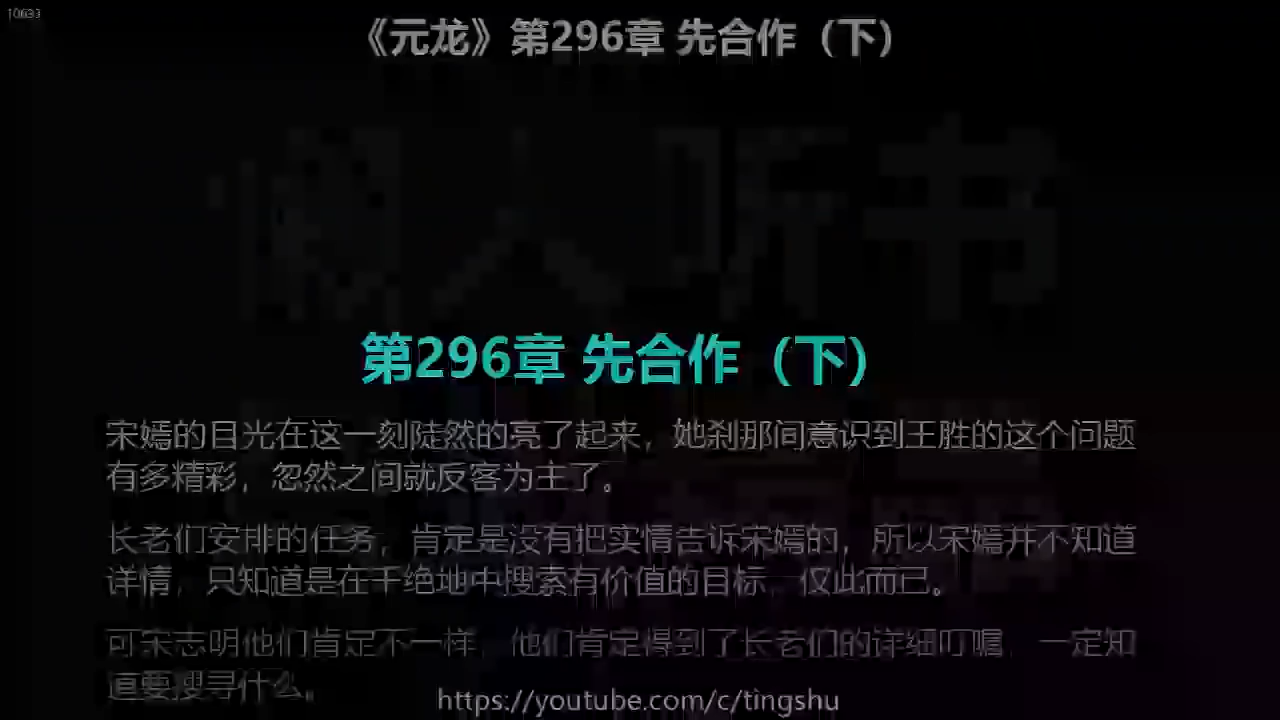 10633
《元龙》第296章 先合作（下）
懒人听书
第296章 先合作（下）
宋嫣的目光在这一刻陡然的亮了起来，她刹那间意识到王胜的这个问题
有多精彩，忽然之间就反客为主了。
长老们安排的任务，肯定是没有把实情告诉宋嫣的，所以宋嫣并不知道
详情，只知道是在千绝地中搜索有价值的目标，仅此而已。
可宋志明他们肯定不一样，他们肯定得到了长老们的详细叮嘱，一定知
道要搜寻什么。
https://youtube.com/c/tingshu